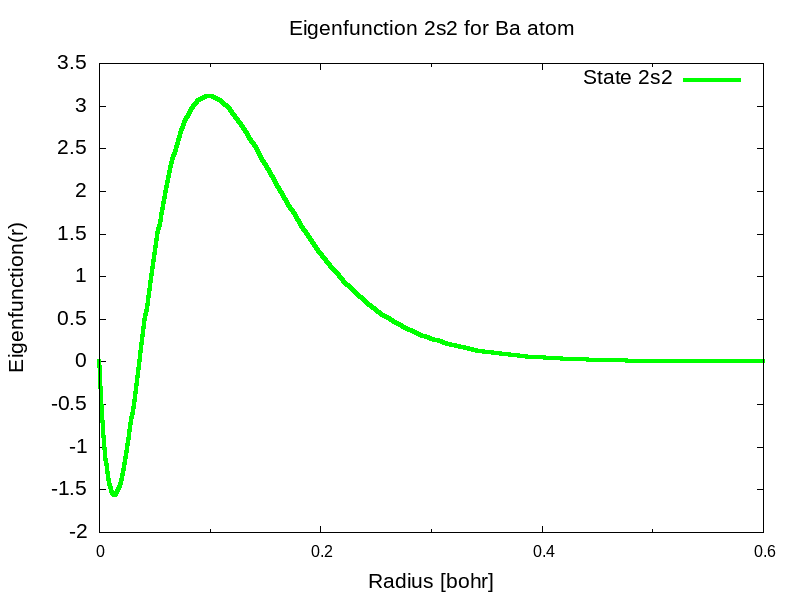 Eigenfunction 2s2 for Ba atom
State 2s2
3.5
3
2.5
2
1.5
1
0.5
0
-0.5
-1
-1.5
-2
Eigenfunction(r)
0 0.2 0.4 0.6
Radius [bohr]